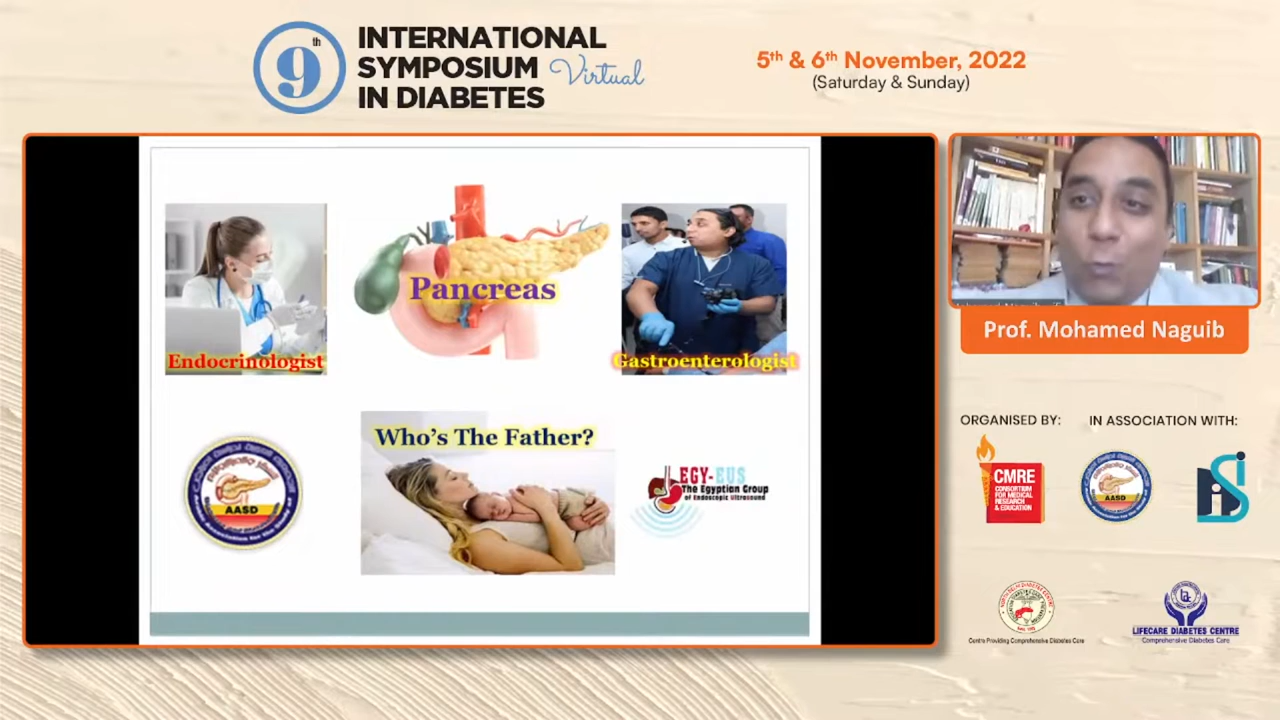 9th
INTERNATIONAL
SYMPOSIUM Virtual
IN DIABETES
5th & 6th November, 2022
(Saturday & Sunday)
Pancreas
Endocrinologist
Gastroenterologist
Who's The Father?
AASD
EGY-EUS
The Egyptian Group
of Endoscopic Ultrasound
Prof. Mohamed Naguib
ORGANISED BY:
IN ASSOCIATION WITH:
CMRE
CONSORTIUM
FOR MEDICAL
RESEARCH
& EDUCATION
AASD
Centre Providing Comprehensive Diabetes Care
LIFECARE DIABETES CENTRE
Comprehensive Diabetes Care